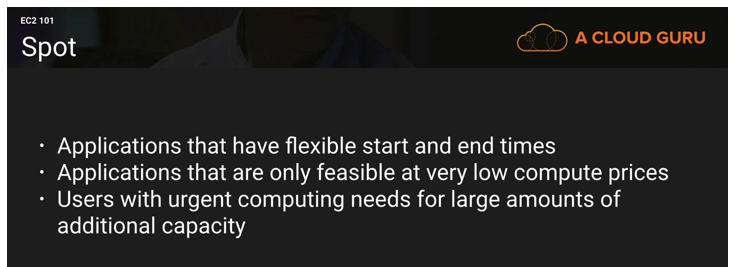 EC2 101
Spot
A CLOUD GURU
· Applications that have flexible start and end times
· Applications that are only feasible at very low compute prices
· Users with urgent computing needs for large amounts of
additional capacity